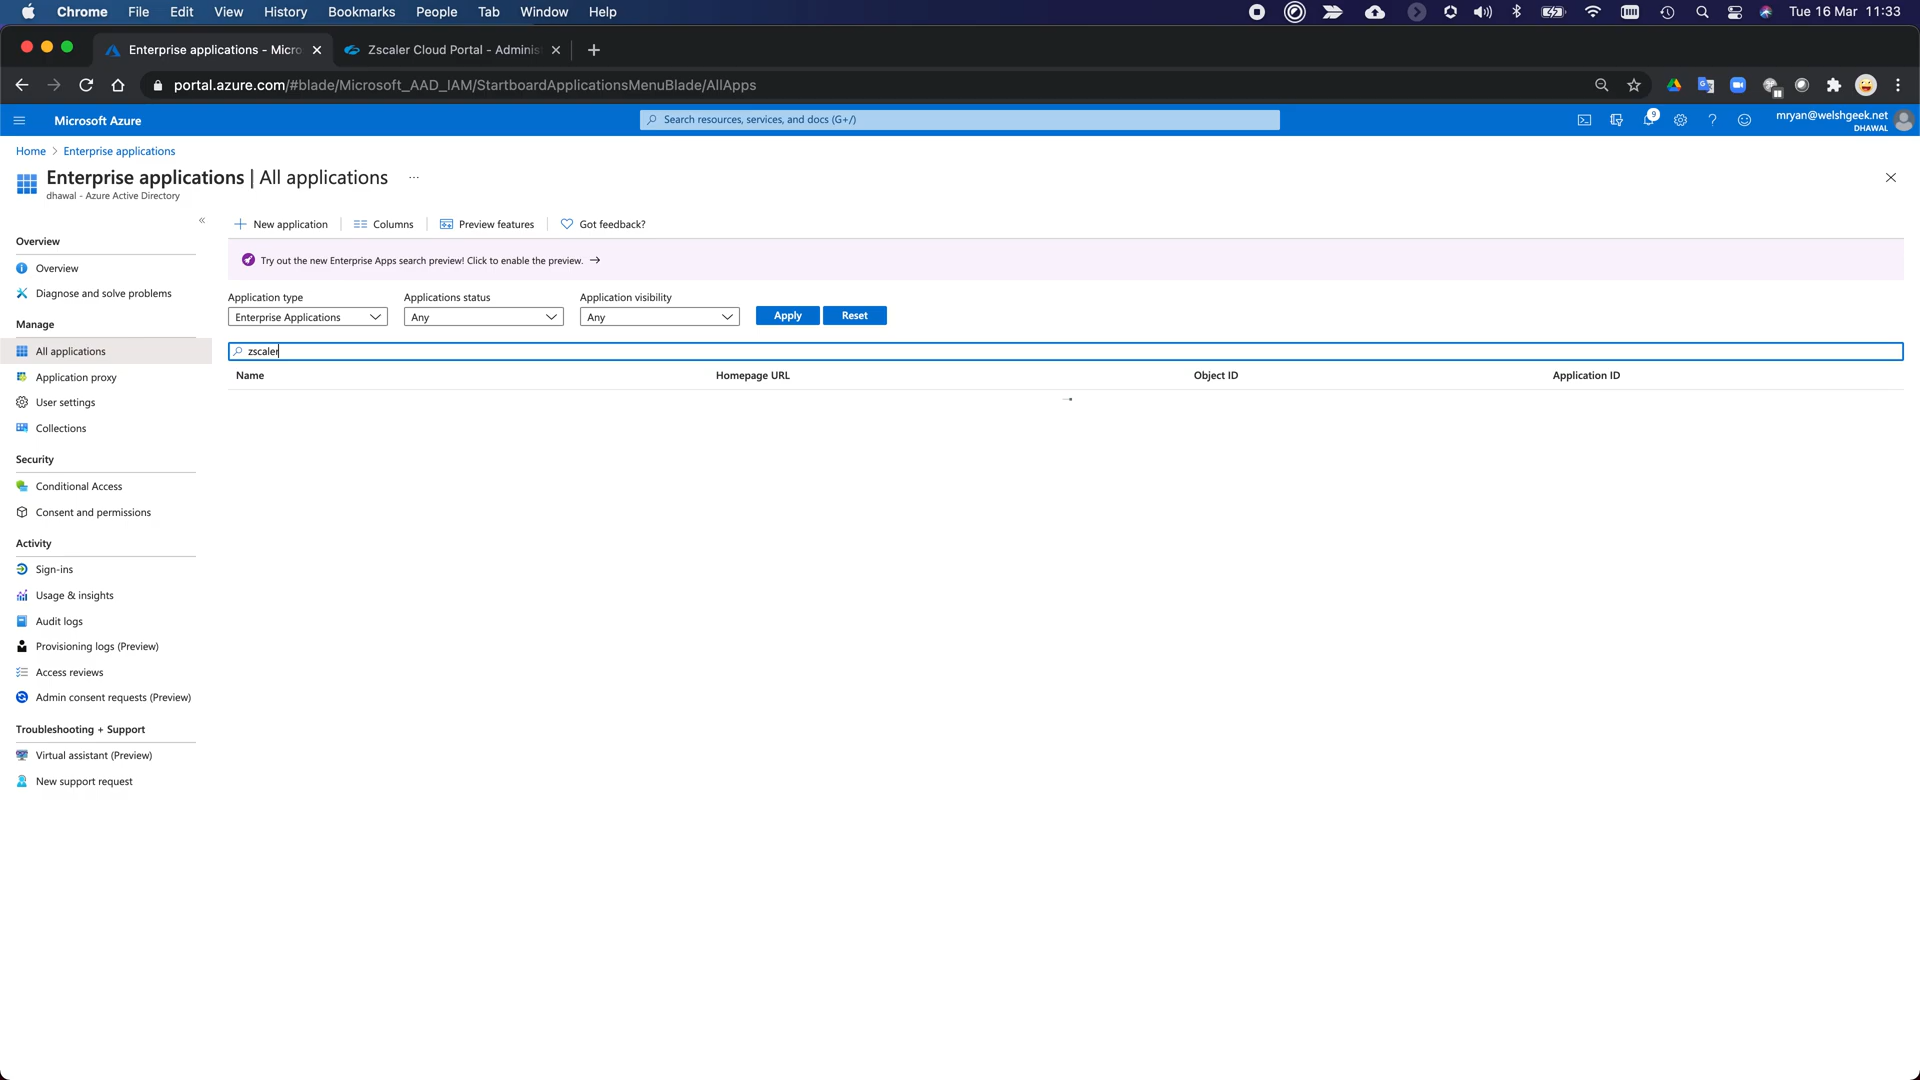 Chrome File Edit View History Bookmarks People Tab Window Help Tue 16 Mar 11:33
Enterprise applications - Micro Zscaler Cloud Portal - Adminis
portal.azure.com/#blade/Microsoft_AAD_IAM/StartboardApplicationsMenuBlade/AllApps
Microsoft Azure Search resources, services, and docs (G+/) 9 mryan@welshgeek.net
DHAWAL
Home > Enterprise applications
Enterprise applications | All applications ...
dhawal - Azure Active Directory
New application Columns Preview features Got feedback?
Try out the new Enterprise Apps search preview! Click to enable the preview. →
Application type Applications status Application visibility
Enterprise Applications Any Any Apply Reset
zscaler
Name Homepage URL Object ID Application ID
Overview
Overview
Diagnose and solve problems
Manage
All applications
Application proxy
User settings
Collections
Security
Conditional Access
Consent and permissions
Activity
Sign-ins
Usage & insights
Audit logs
Provisioning logs (Preview)
Access reviews
Admin consent requests (Preview)
Troubleshooting + Support
Virtual assistant (Preview)
New support request